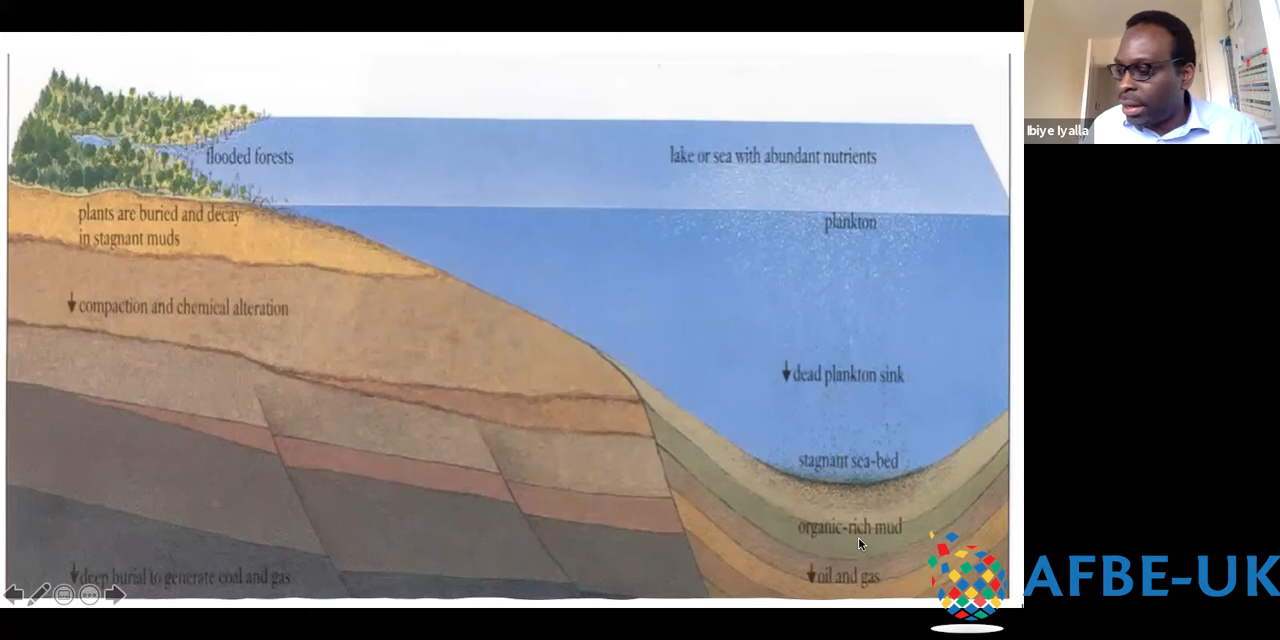 flooded forests
lake or sea with abundant nutrients
plants are buried and decay
in stagnant muds
plankton
compaction and chemical alteration
dead plankton sink
stagnant sea-bed
organic-rich mud
deep burial to generate coal and gas
oil and gas
Ibiye Iyalla
AFBE-UK